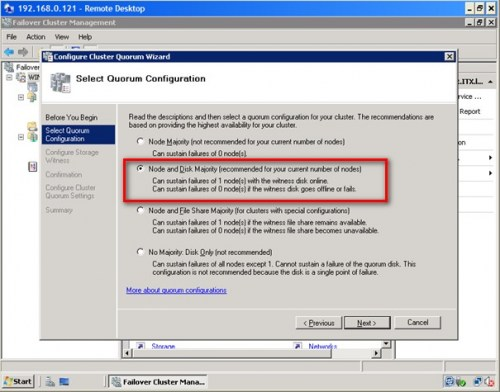 192.168.0.121 - Remote Desktop
Failover Cluster Management
File Action View Help
Failover
WIN
Configure Cluster Quorum Wizard
Select Quorum Configuration
Before You Begin
Select Quorum Configuration
Configure Storage Witness
Confirmation
Configure Cluster Quorum Settings
Summary
Read the descriptions and then select a quorum configuration for your cluster. The recommendations are
based on providing the highest availability for your cluster.
Node Majority (not recommended for your current number of nodes)
Can sustain failures of 0 node(s).
Node and Disk Majority (recommended for your current number of nodes)
Can sustain failures of 1 node(s) with the witness disk online.
Can sustain failures of 0 node(s) if the witness disk goes offline or fails.
Node and File Share Majority (for clusters with special configurations)
Can sustain failures of 1 node(s) if the witness file share remains available.
Can sustain failures of 0 node(s) if the witness file share becomes unavailable.
No Majority: Disk Only (not recommended)
Can sustain failures of all nodes except 1. Cannot sustain a failure of the quorum disk. This
configuration is not recommended because the disk is a single point of failure.
More about quorum configurations
< Previous
Next >
Cancel
.ITX.l...
vice ...
Report
Storage
Networks
Start
Failover Cluster Mana...